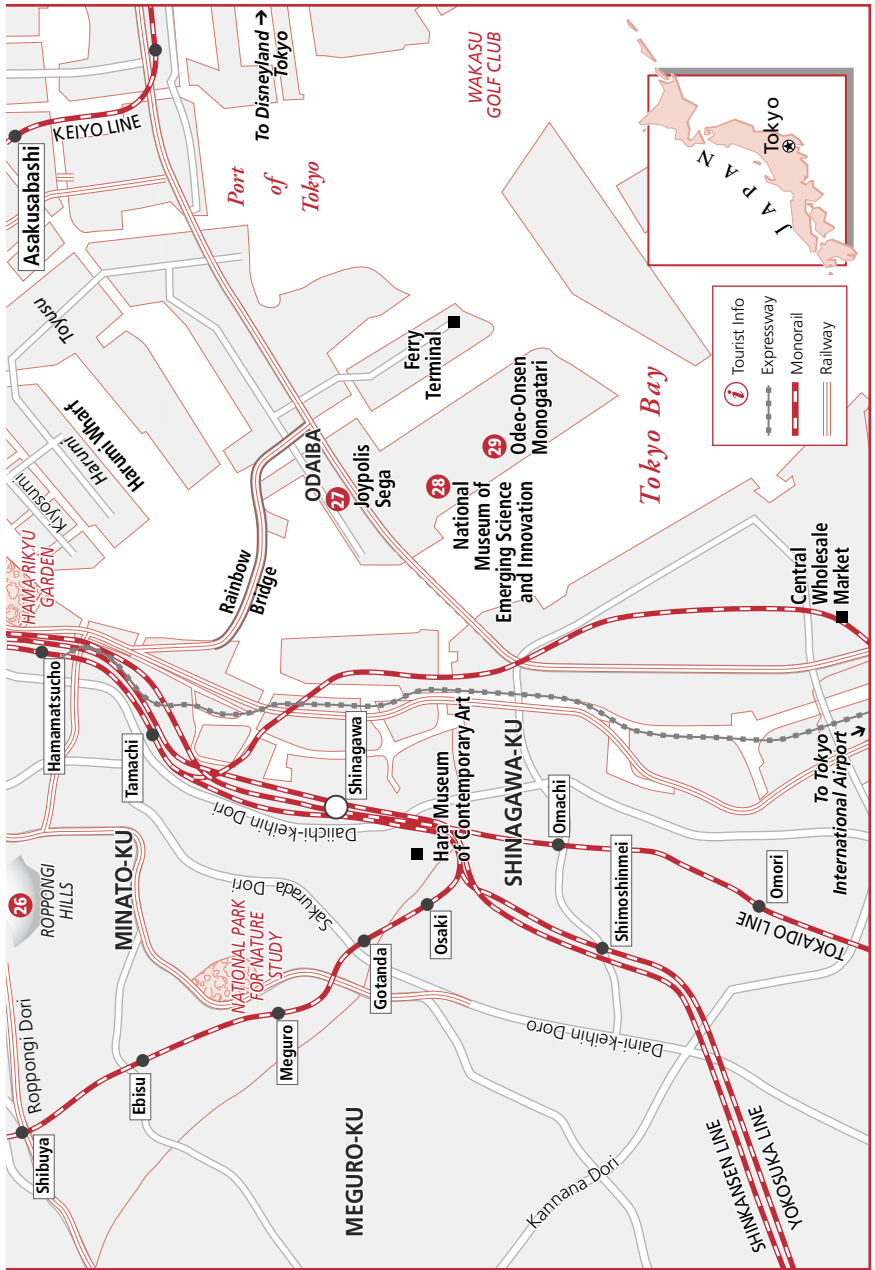 Shibuya
Roppongi Dori
26
ROPPONGI
HILLS
Hamamatsucho
HAMA RIKYU
GARDEN
Kiyosumi
Harumi
Harumi Wharf
Toyusu
Asakusabashi
KEIYO LINE
Ebisu
MINATO-KU
Tamachi
Port
of
Tokyo
To Disneyland →
Tokyo
NATIONAL PARK
FOR NATURE
STUDY
Sakurada Dori
Daiichi-keihin Dori
Rainbow
Bridge
Meguro
Gotanda
Shinagawa
ODAIBA
27
Joypolis
Sega
Ferry
Terminal
WAKASU
GOLF CLUB
MEGURO-KU
Osaki
Hara Museum
of Contemporary Art
28
National
Museum of
Emerging Science
and Innovation
29
Odeo-Onsen
Monogatari
SHINAGAWA-KU
Omachi
Daini-keihin Doro
Shimoshinmei
Kannana Dori
Tokyo Bay
Omori
TOKAIDO LINE
SHINKANSEN LINE
YOKOSUKA LINE
Central
Wholesale
Market
To Tokyo
International Airport →
i Tourist Info
Expressway
Monorail
Railway
JAPAN
Tokyo